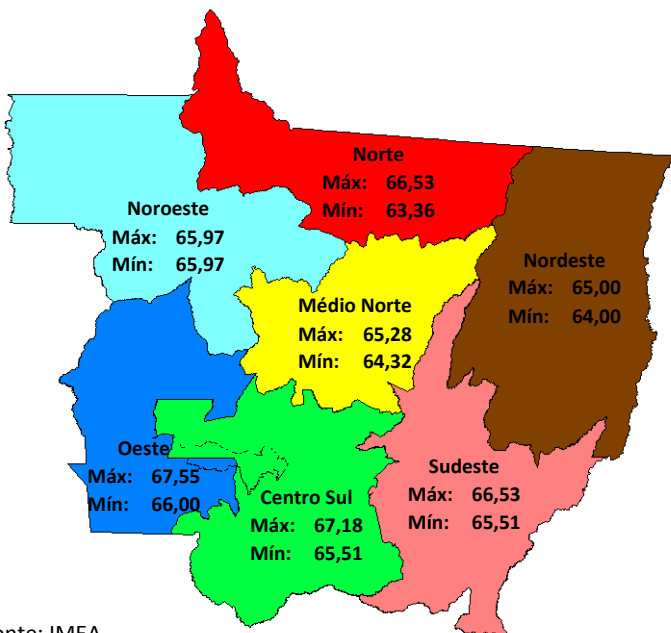 Norte
Máx: 66,53
Mín: 63,36
Noroeste
Máx: 65,97
Mín: 65,97
Nordeste
Máx: 65,00
Mín: 64,00
Médio Norte
Máx: 65,28
Mín: 64,32
Oeste
Máx: 67,55
Mín: 66,00
Sudeste
Máx: 66,53
Mín: 65,51
Centro Sul
Máx: 67,18
Mín: 65,51